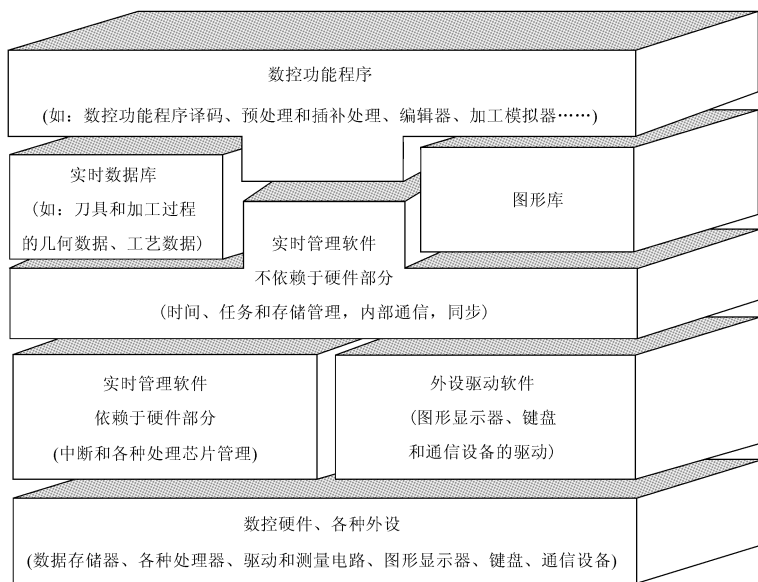 数控功能程序
(如：数控功能程序译码、预处理和插补处理、编辑器、加工模拟器……)
实时数据库
(如：刀具和加工过程
的几何数据、工艺数据)
图形库
实时管理软件
不依赖于硬件部分
(时间、任务和存储管理，内部通信，同步)
实时管理软件
依赖于硬件部分
(中断和各种处理芯片管理)
外设驱动软件
(图形显示器、键盘
和通信设备的驱动)
数控硬件、各种外设
(数据存储器、各种处理器、驱动和测量电路、图形显示器、键盘、通信设备)